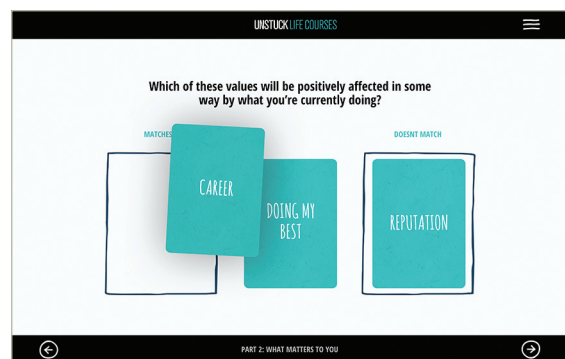 UNSTUCK LIFE COURSES
Which of these values will be positively affected in some
way by what you're currently doing?
MATCHES
DOESNT MATCH
CAREER
DOING MY
BEST
REPUTATION
PART 2: WHAT MATTERS TO YOU